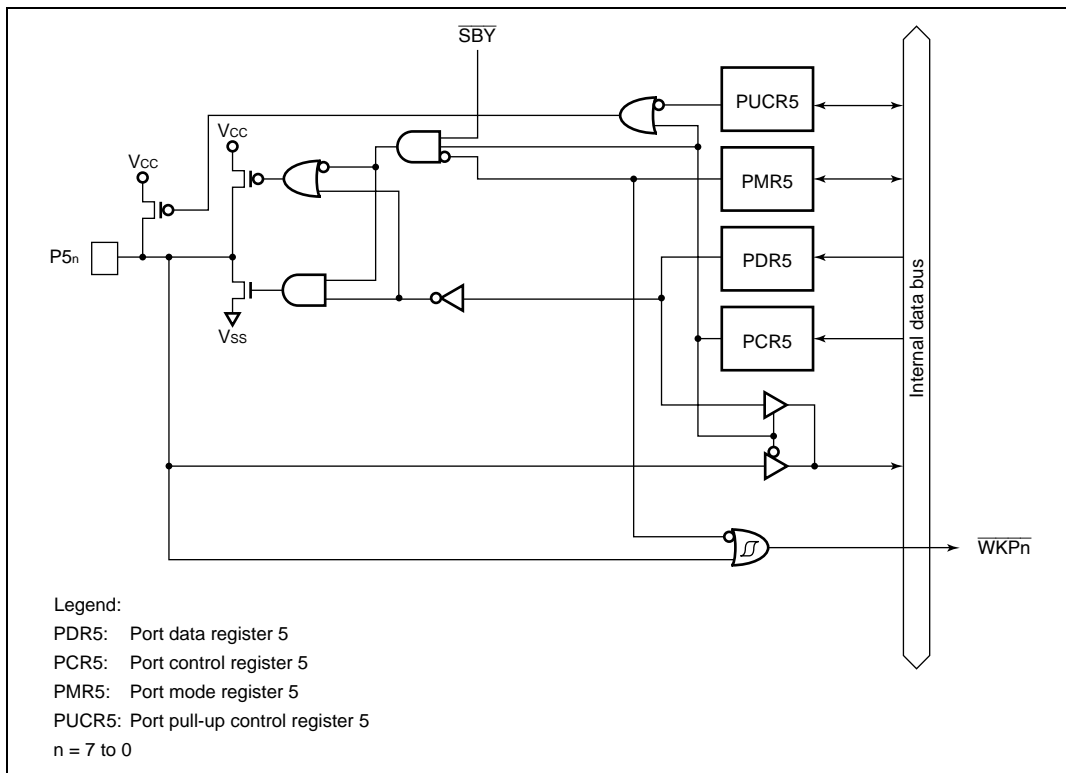 SBY
PUCR5
VCC
VCC
PMR5
P5n
PDR5
VSS
PCR5
Internal data bus
WKPn
Legend:
PDR5: Port data register 5
PCR5: Port control register 5
PMR5: Port mode register 5
PUCR5: Port pull-up control register 5
n = 7 to 0